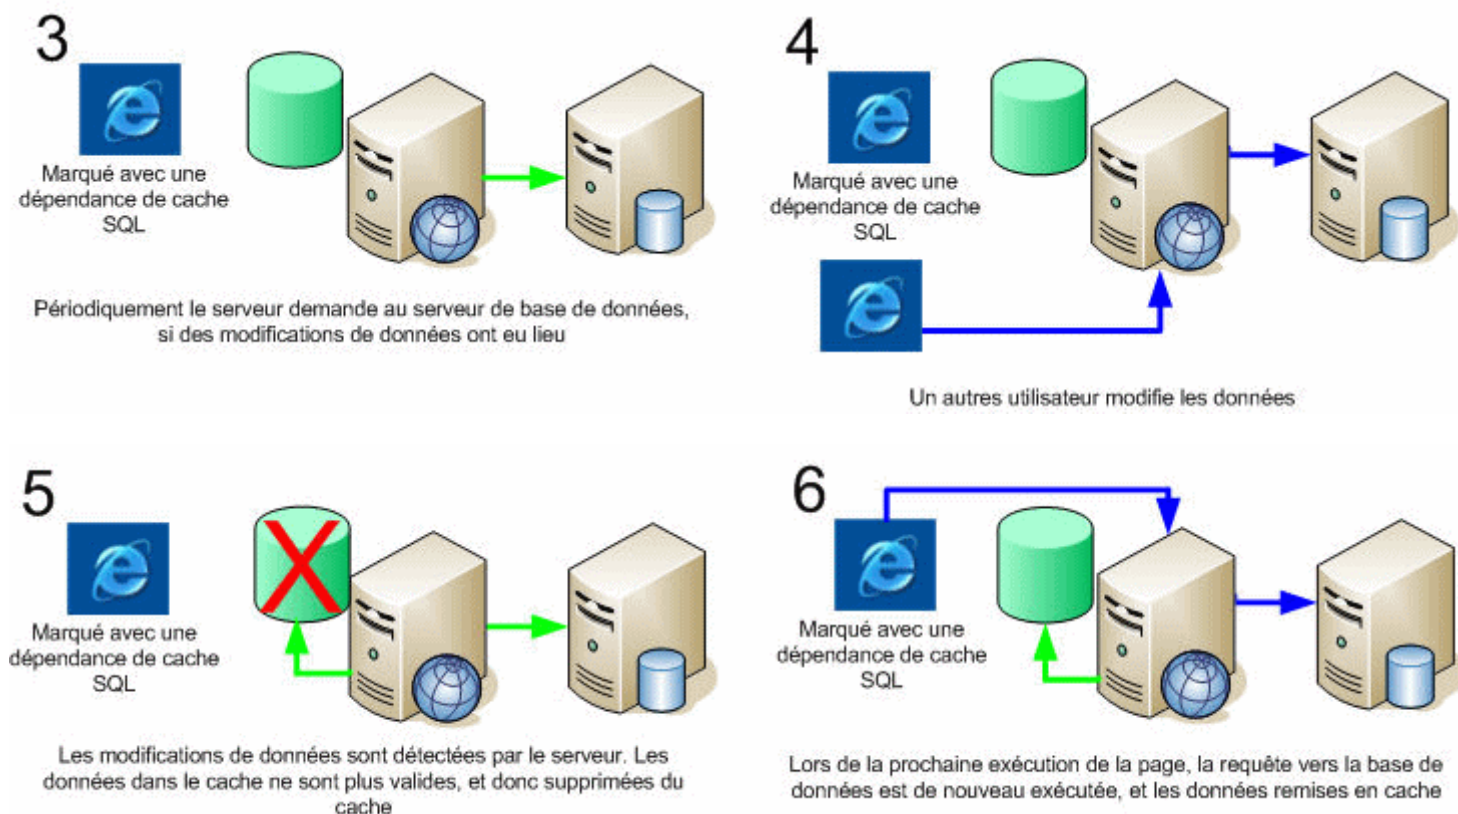 3
Marqué avec une
dépendance de cache
SQL
Périodiquement le serveur demande au serveur de base de données,
si des modifications de données ont eu lieu
4
Marqué avec une
dépendance de cache
SQL
Un autres utilisateur modifie les données
5
Marqué avec une
dépendance de cache
SQL
Les modifications de données sont détectées par le serveur. Les
données dans le cache ne sont plus valides, et donc supprimées du
cache
6
Marqué avec une
dépendance de cache
SQL
Lors de la prochaine exécution de la page, la requête vers la base de
données est de nouveau exécutée, et les données remises en cache